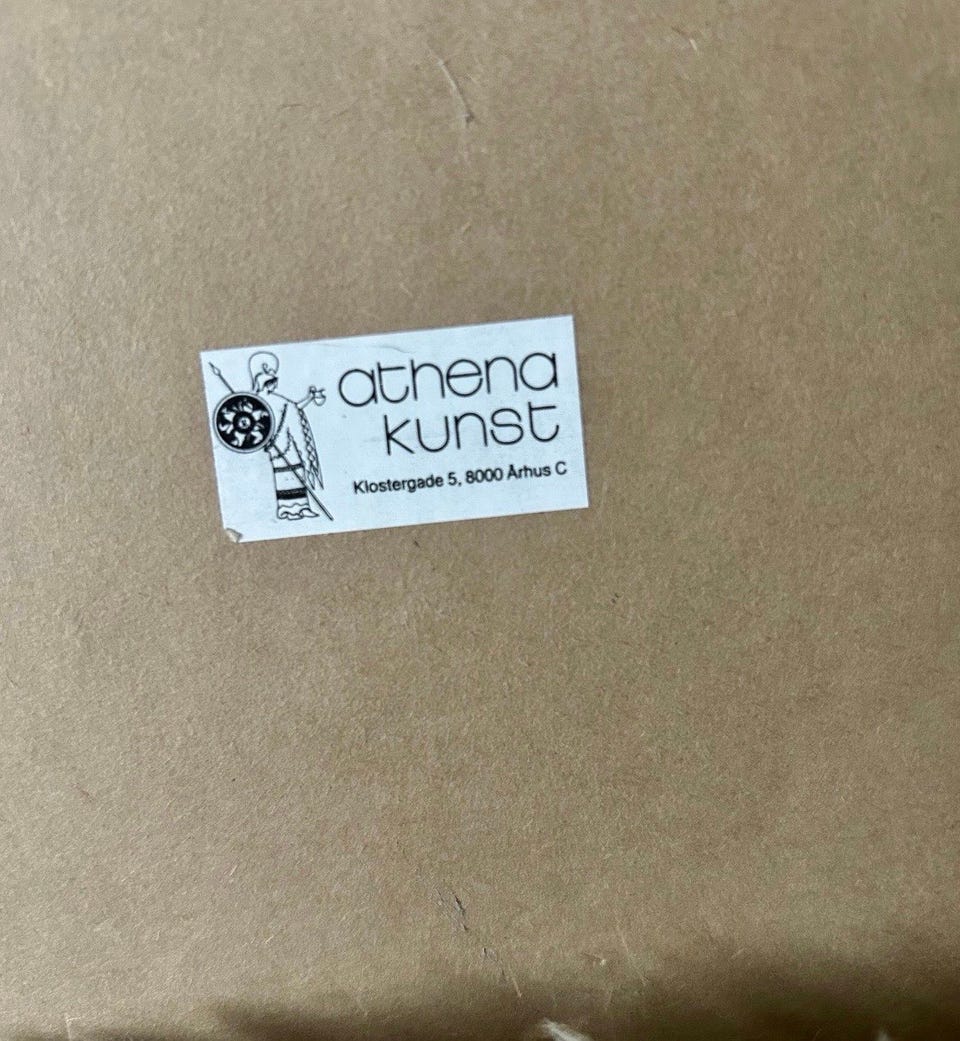 athena
kunst
Klostergade 5, 8000 Århus C